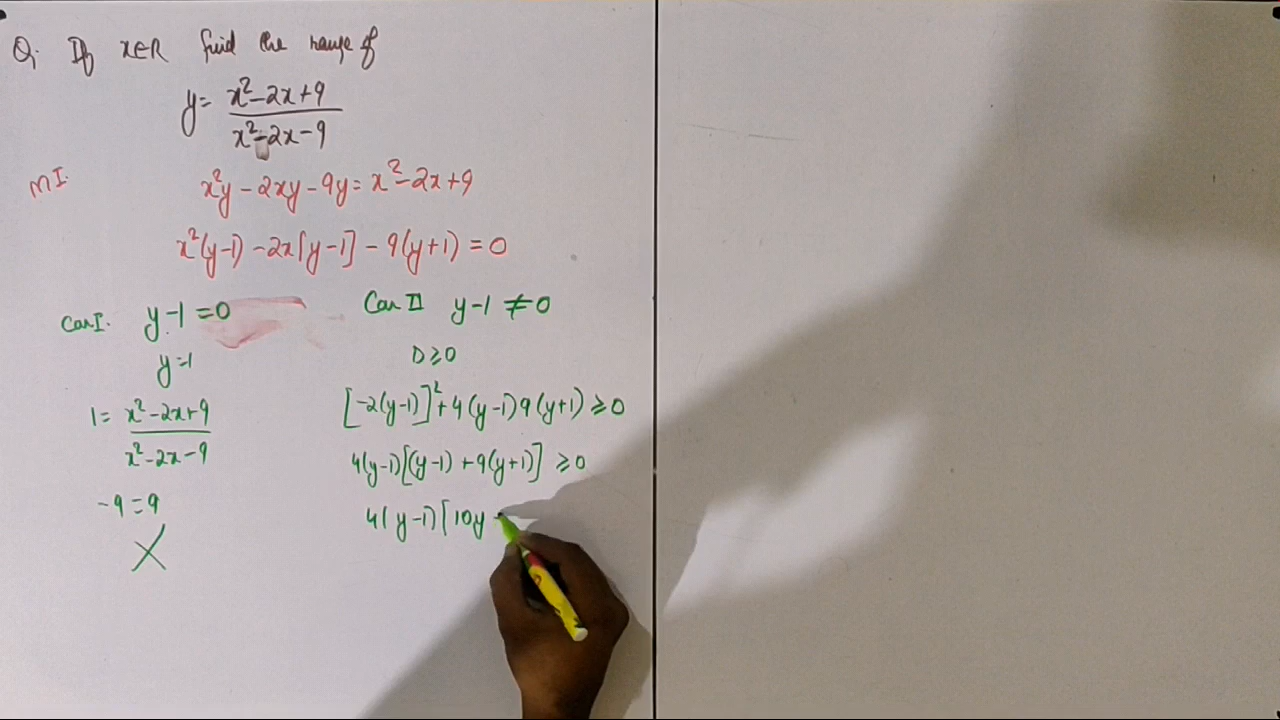 Q. If x∈R find the range of
y = x²-2x+9 / x²-2x-9
M I.
x²y - 2xy - 9y = x² - 2x + 9
x²(y-1) - 2x[y-1] - 9(y+1) = 0
Case I. y-1 = 0
y=1
1 = x²-2x+9 / x²-2x-9
-9 = 9
X
Case II y-1 ≠ 0
D ≥ 0
[-2(y-1)]² + 4(y-1)9(y+1) ≥ 0
4(y-1)[(y-1) + 9(y+1)] ≥ 0
4(y-1)[10y